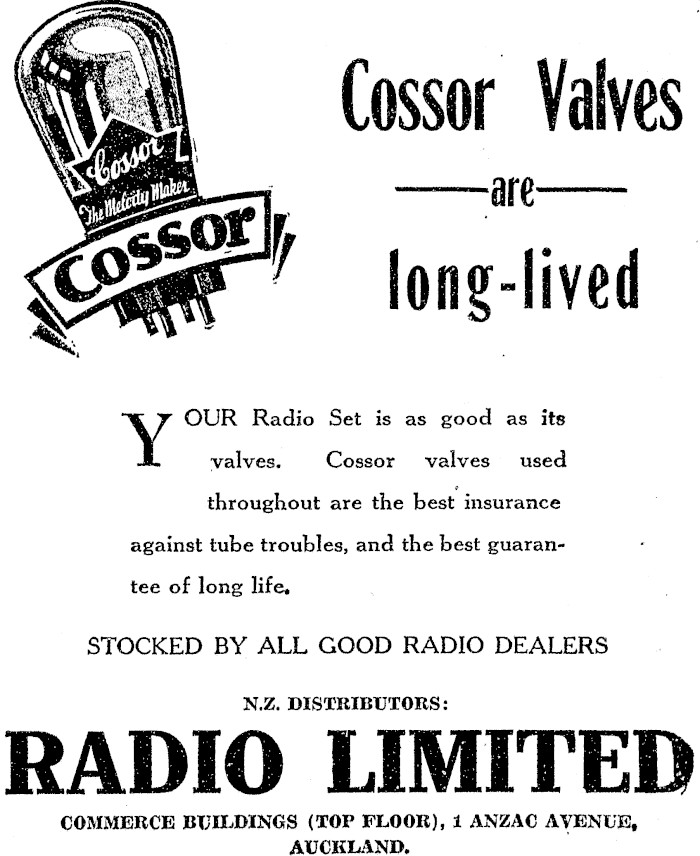 Cossor
The Melody Maker
Cossor
Cossor Valves
are
long-lived
YOUR Radio Set is as good as its
valves. Cossor valves used
throughout are the best insurance
against tube troubles, and the best guaran-
tee of long life.
STOCKED BY ALL GOOD RADIO DEALERS
N.Z. DISTRIBUTORS:
RADIO LIMITED
COMMERCE BUILDINGS (TOP FLOOR), 1 ANZAC AVENUE,
AUCKLAND.